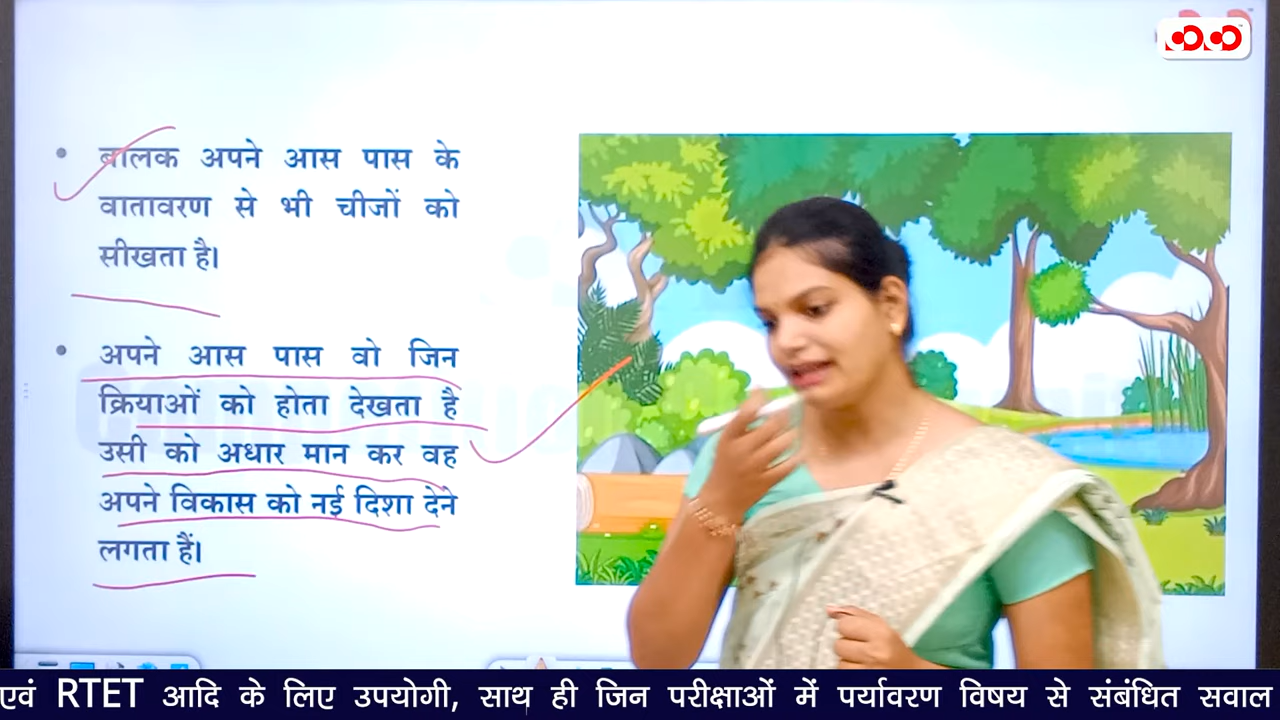 बालक अपने आस पास के
वातावरण से भी चीजों को
सीखता है।
अपने आस पास वो जिन
क्रियाओं को होता देखता है
उसी को अधार मान कर वह
अपने विकास को नई दिशा देने
लगता हैं।
एवं RTET आदि के लिए उपयोगी, साथ ही जिन परीक्षाओं में पर्यावरण विषय से संबंधित सवाल